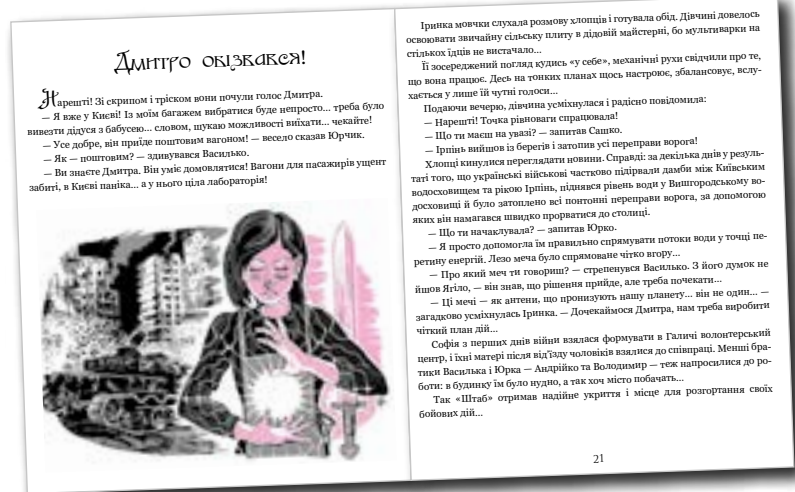 Дмитро обізвався!
Нарешті! Зі скрипом і тріском вони почули голос Дмитра.
— Я вже у Києві! Із моїм багажем вибратися буде непросто... треба було
вивезти дідуся з бабусею... словом, шукаю можливості виїхати... чекайте!
— Усе добре, він приїде поштовим вагоном! — весело сказав Юрчик.
— Як — поштовим? — здивувався Василько.
— Ви знаєте Дмитра. Він уміє домовлятися! Вагони для пасажирів ущент
забиті, в Києві паніка... а у нього ціла лабораторія!
Іринка мовчки слухала розмову хлопців і готувала обід. Дівчині довелось
освоювати звичайну сільську плиту в дідовій майстерні, бо мультиварки на
стількох їдців не вистачало...
Її зосереджений погляд кудись «у себе», механічні рухи свідчили про те,
що вона працює. Десь на тонких планах щось настроює, збалансовує, вслу-
хається у лише їй чутні голоси...
Подаючи вечерю, дівчина усміхнулася і радісно повідомила:
— Нарешті! Точка рівноваги спрацювала!
— Що ти маєш на увазі? — запитав Сашко.
— Ірпінь вийшов із берегів і затопив усі переправи ворога!
Хлопці кинулися переглядати новини. Справді: за декілька днів у резуль-
таті того, що українські військові частково підірвали дамби між Київським
водосховищем та рікою Ірпінь, піднявся рівень води у Вишгородському во-
досховищі й було затоплено всі понтонні переправи ворога, за допомогою
яких він намагався швидко прорватися до столиці.
— Що ти начаклувала? — запитав Юрко.
— Я просто допомогла їм правильно спрямувати потоки води у точці пе-
ретину енергій. Лезо меча було спрямоване чітко вгору...
— Про який меч ти говориш? — стрепенувся Василько. З його думок не
йшов Ягіло, — він знав, що рішення прийде, але треба почекати...
— Ці мечі — як антени, що пронизують нашу планету... він не один... —
загадково усміхнулась Іринка. — Дочекаймося Дмитра, нам треба виробити
чіткий план дій...
Софія з перших днів війни взялася формувати в Галичі волонтерський
центр, і їхні матері після від'їзду чоловіків взялися до співпраці. Менші бра-
тики Василька і Юрка — Андрійко та Володимир — теж напросилися до ро-
боти: в будинку їм було нудно, а так хоч місто побачать...
Так «Штаб» отримав надійне укриття і місце для розгортання своїх
бойових дій...
21